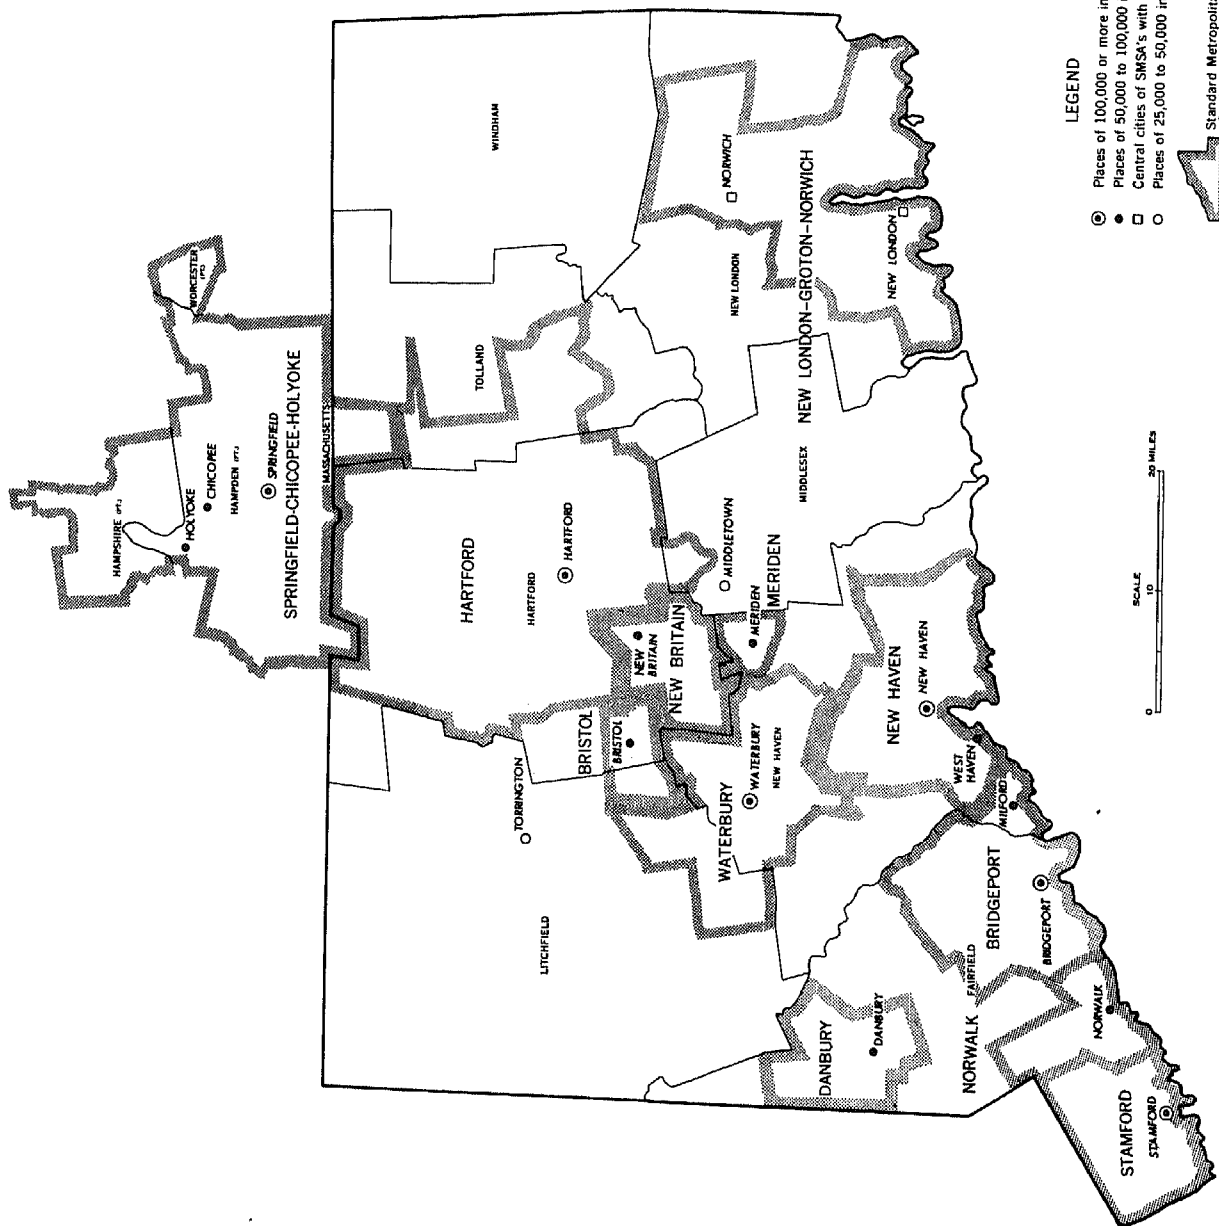 HAMPSHIRE (PT.)
WORCESTER
(PT.)
HOLYOKE
CHICOPEE
HAMPDEN (PT.)
SPRINGFIELD
SPRINGFIELD-CHICOPEE-HOLYOKE
MASSACHUSETTS
HARTFORD
HARTFORD
HARTFORD
TOLLAND
WINDHAM
LITCHFIELD
TORRINGTON
BRISTOL
BRISTOL
NEW
BRITAIN
NEW BRITAIN
WATERBURY
WATERBURY
NEW HAVEN
MERIDEN
MERIDEN
MIDDLETOWN
MIDDLESEX
NEW LONDON
NORWICH
NEW LONDON-GROTON-NORWICH
NEW LONDON
NEW HAVEN
NEW HAVEN
WEST
HAVEN
MILFORD
DANBURY
DANBURY
NORWALK
FAIRFIELD
BRIDGEPORT
BRIDGEPORT
NORWALK
STAMFORD
STAMFORD
SCALE
0 10 20 MILES
LEGEND
Places of 100,000 or more in
Places of 50,000 to 100,000
Central cities of SMSA's with
Places of 25,000 to 50,000 in
Standard Metropolit